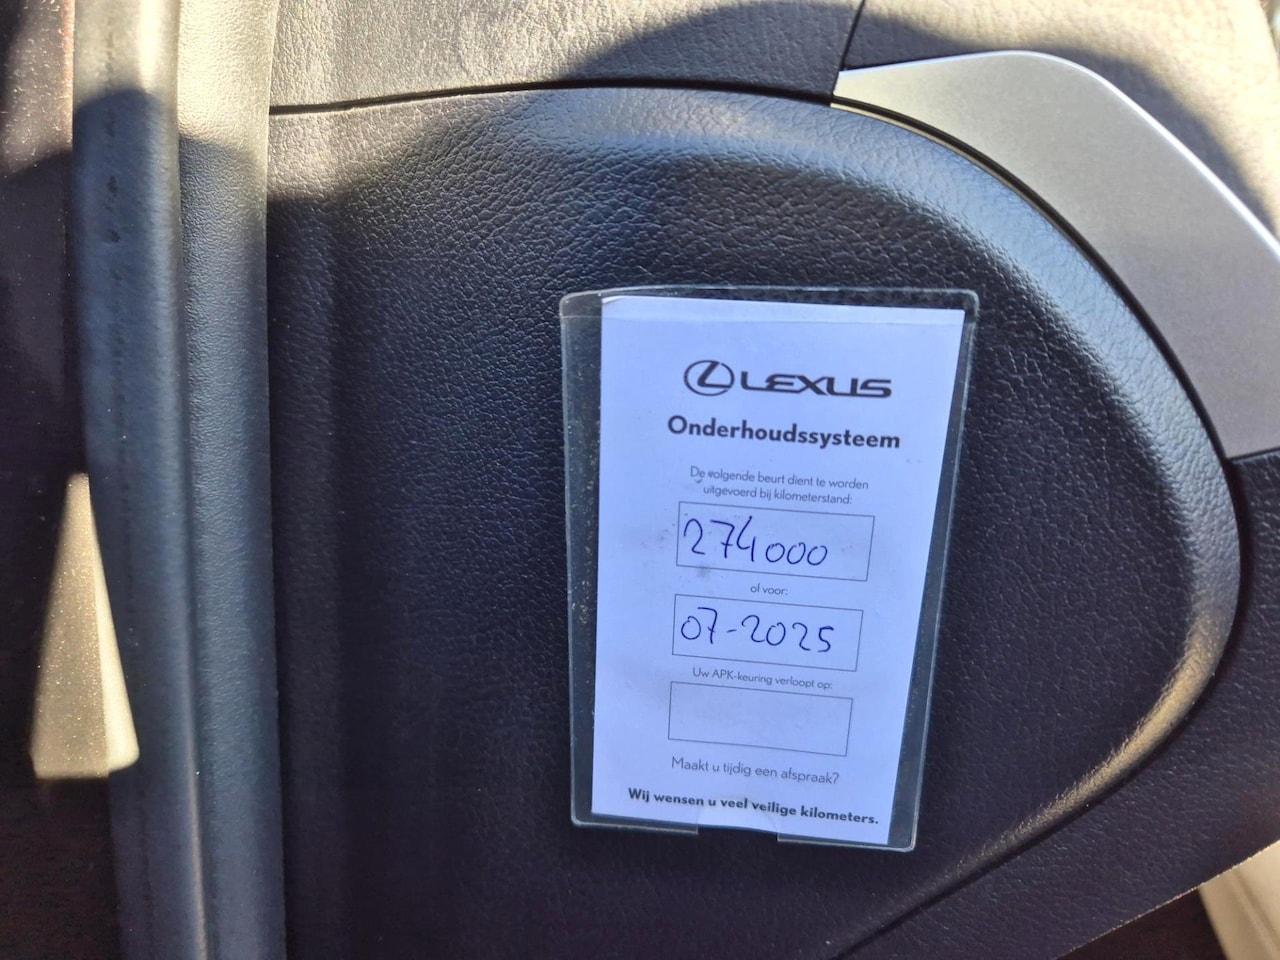 LEXUS
Onderhoudssysteem
De volgende beurt dient te worden
uitgevoerd bij kilometerstand:
274000
of voor:
07-2025
Uw APK-keuring verloopt op:
Maakt u tijdig een afspraak?
Wij wensen u veel veilige kilometers.